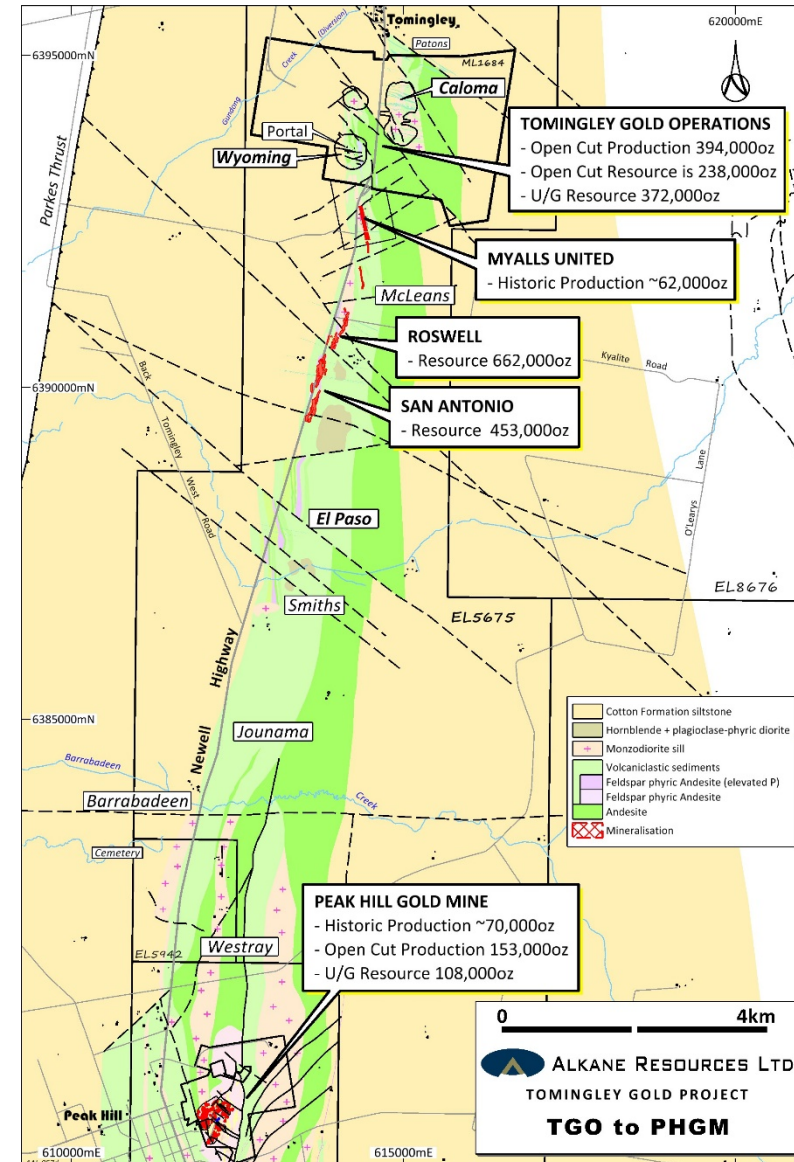 Tomingley
620000mE
6395000mN
Creek
(Diversion)
Gundong
Patons
ML1684
Caloma
Portal
Wyoming
TOMINGLEY GOLD OPERATIONS
- Open Cut Production 394,000oz
- Open Cut Resource is 238,000oz
- U/G Resource 372,000oz
Parkes Thrust
MYALLS UNITED
- Historic Production ~62,000oz
McLeans
ROSWELL
- Resource 662,000oz
Kyalite Road
6390000mN
SAN ANTONIO
- Resource 453,000oz
Back
Tomingley
West
Road
O'Learys Lane
El Paso
EL8676
Smiths
EL5675
Highway
Newell
6385000mN
Jounama
Cotton Formation siltstone
Hornblende + plagioclase-phyric diorite
Monzodiorite sill
Volcaniclastic sediments
Feldspar phyric Andesite (elevated P)
Feldspar phyric Andesite
Andesite
Mineralisation
Barrabadeen
Creek
Barrabadeen
Cemetery
PEAK HILL GOLD MINE
- Historic Production ~70,000oz
- Open Cut Production 153,000oz
- U/G Resource 108,000oz
Westray
EL5942
0 4km
ALKANE RESOURCES LTD
TOMINGLEY GOLD PROJECT
TGO to PHGM
Peak Hill
610000mE
615000mE